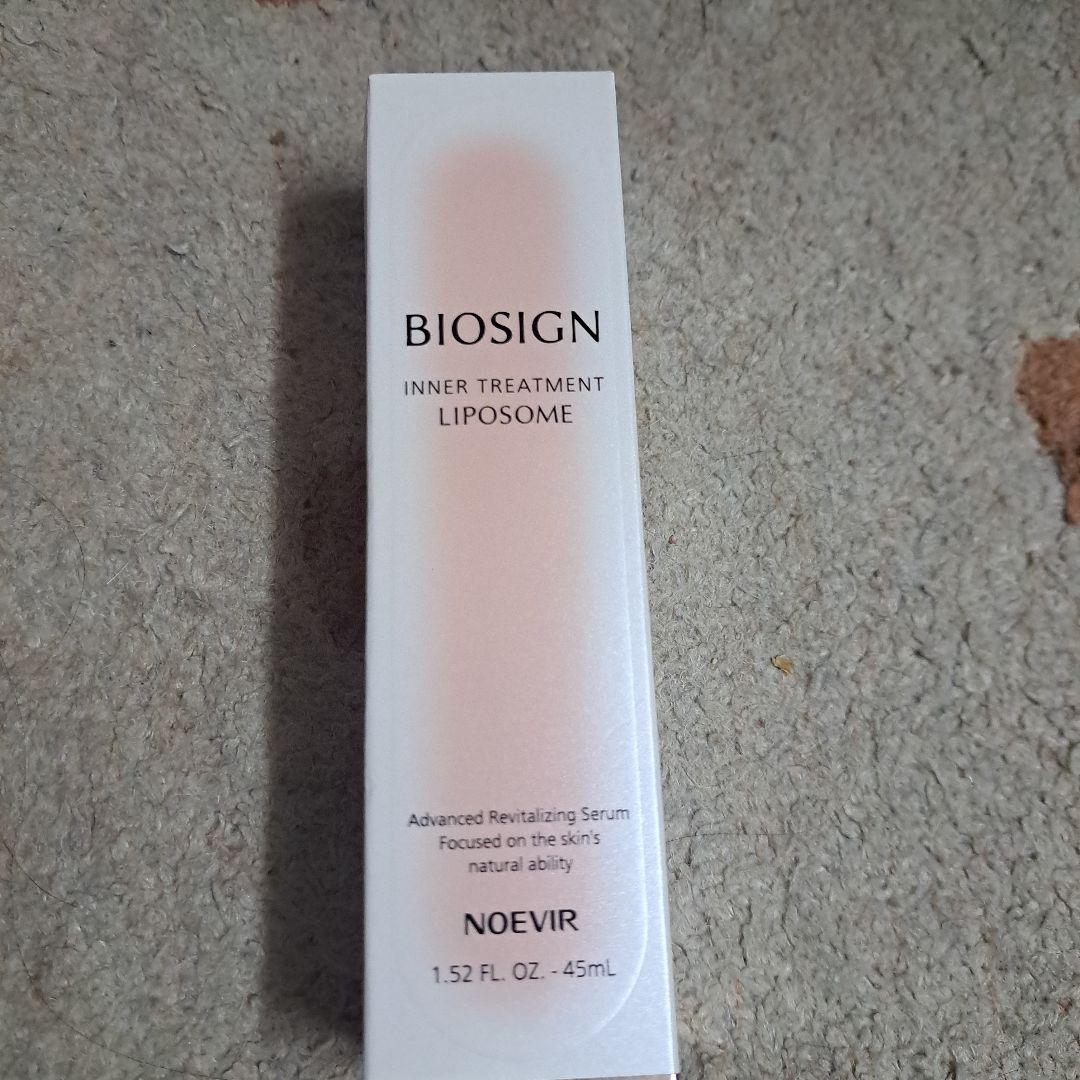 BIOSIGN
INNER TREATMENT
LIPOSOME
Advanced Revitalizing Serum
Focused on the skin's
natural ability
NOEVIR
1.52 FL. OZ. - 45mL